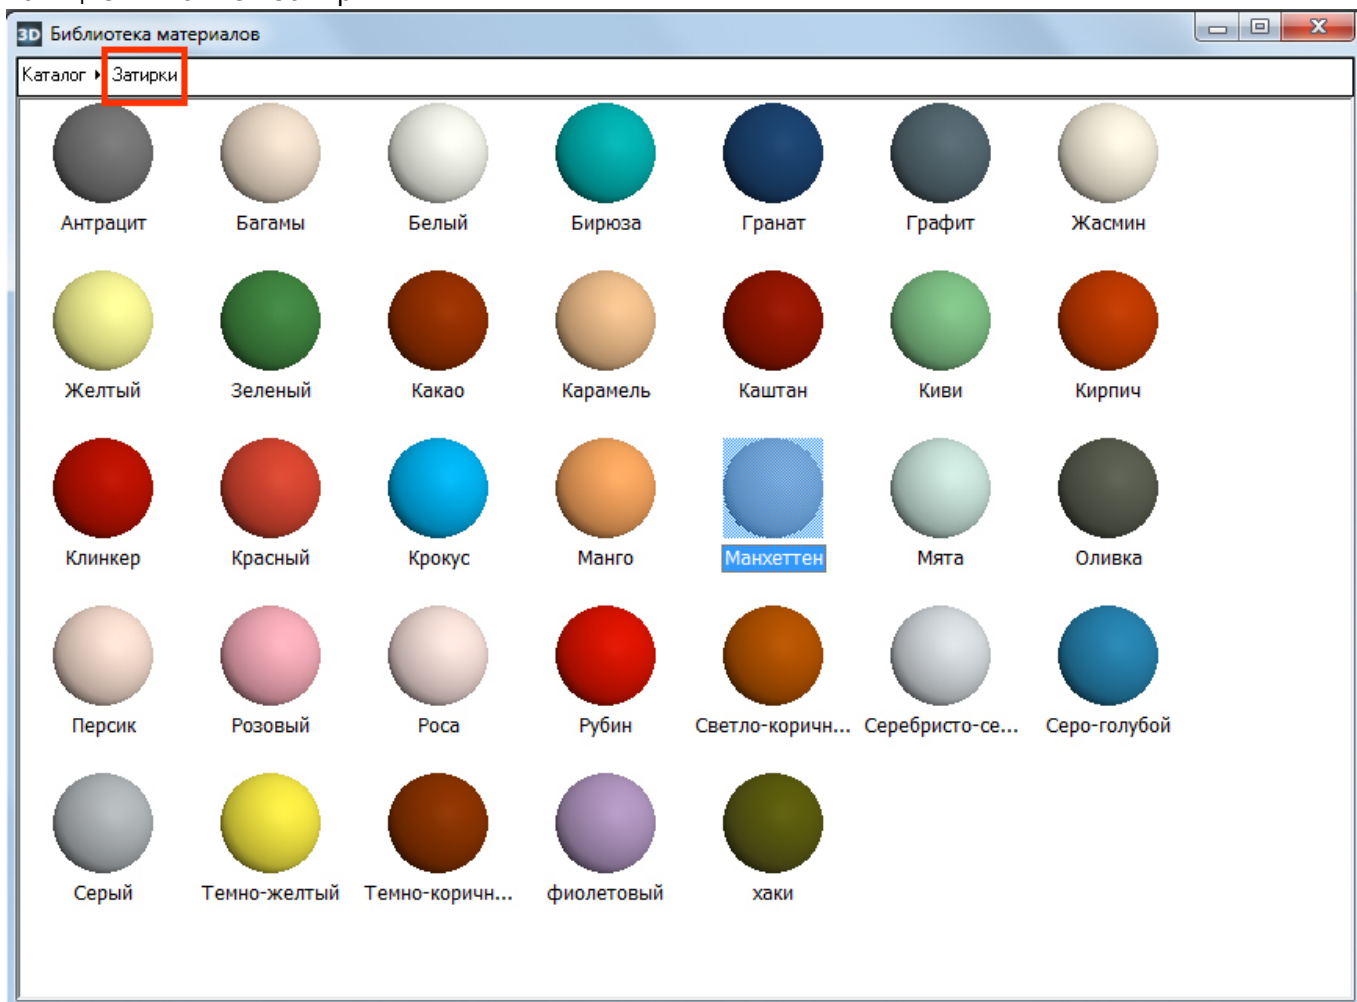 3D Библиотека материалов
Каталог Затирки
Антрацит Багамы Белый Бирюза Гранат Графит Жасмин
Желтый Зеленый Какао Карамель Каштан Киви Кирпич
Клинкер Красный Крокус Манго Манхеттен Мята Оливка
Персик Розовый Роса Рубин Светло-коричн... Серебристо-се... Серо-голубой
Серый Темно-желтый Темно-коричн... фиолетовый хаки